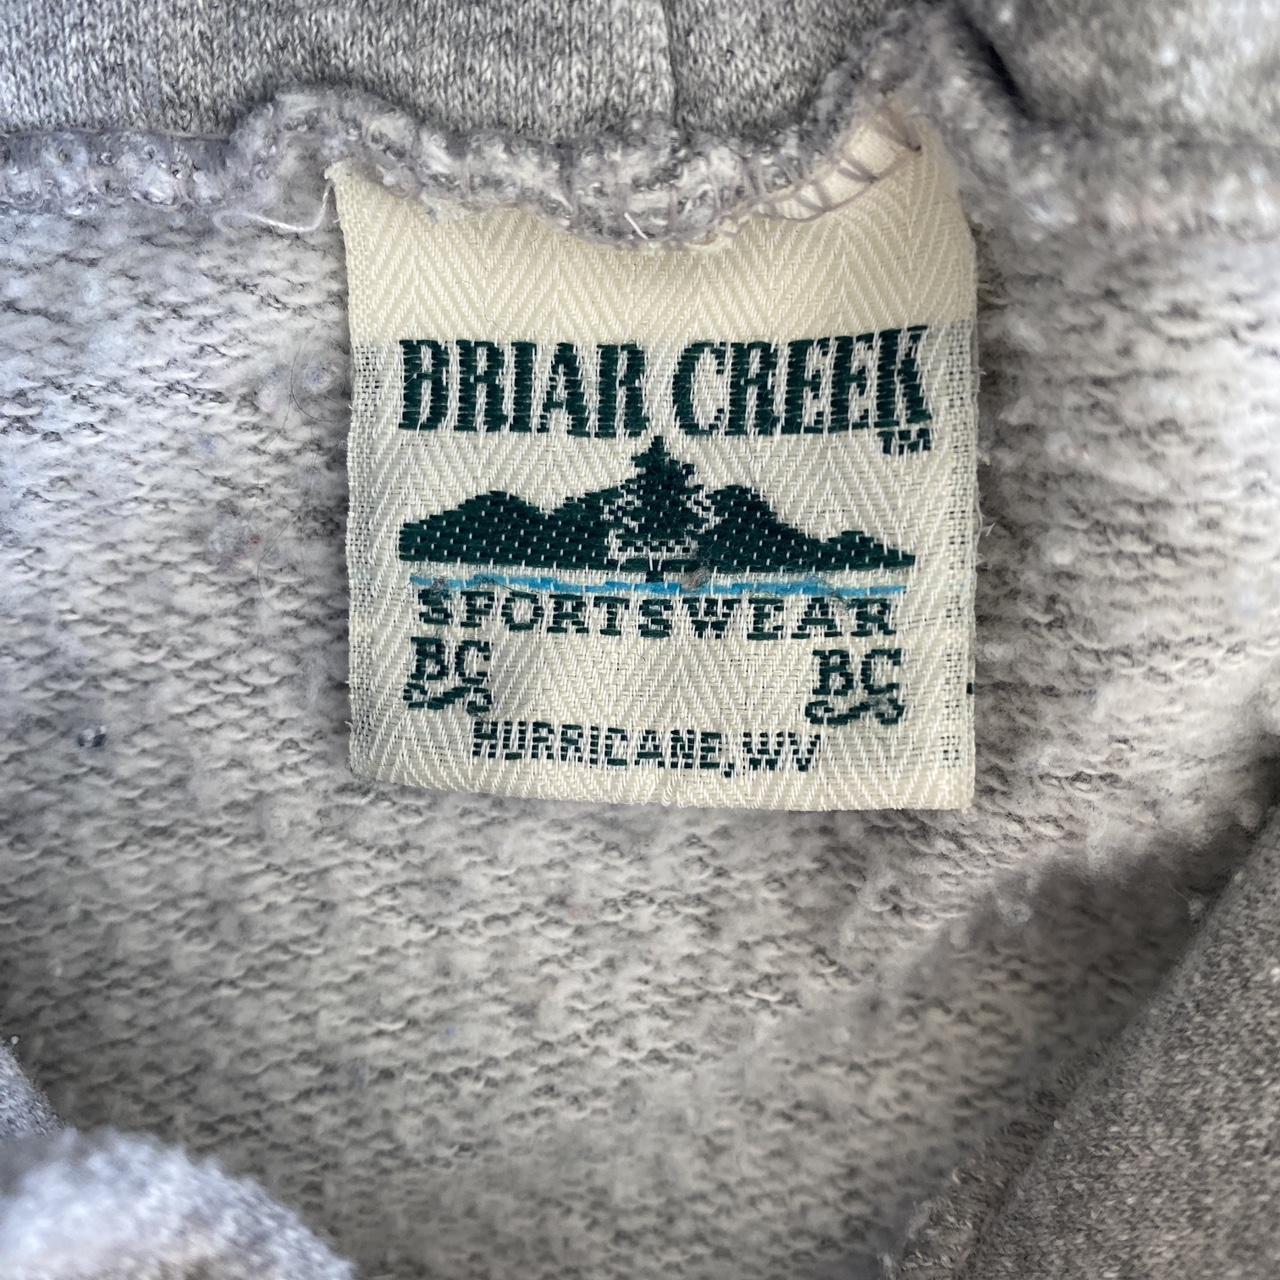 BRIAR CREEK
TM
SPORTSWEAR
BC BC
HURRICANE, WV